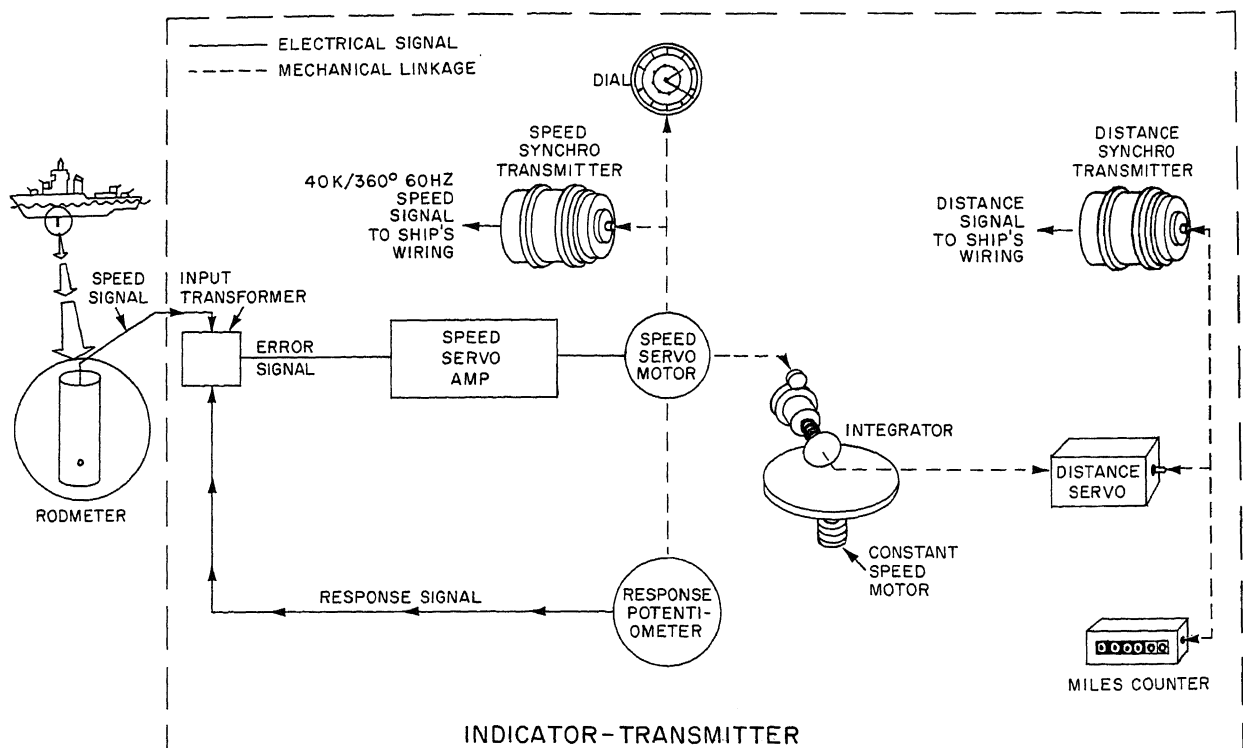 ELECTRICAL SIGNAL
MECHANICAL LINKAGE
DIAL
SPEED
SYNCHRO
TRANSMITTER
DISTANCE
SYNCHRO
TRANSMITTER
40K/360° 60HZ
SPEED
SIGNAL
TO SHIP'S
WIRING
DISTANCE
SIGNAL
TO SHIP'S
WIRING
SPEED
SIGNAL
INPUT
TRANSFORMER
ERROR
SIGNAL
SPEED
SERVO
AMP
SPEED
SERVO
MOTOR
INTEGRATOR
DISTANCE
SERVO
RODMETER
CONSTANT
SPEED
MOTOR
RESPONSE SIGNAL
RESPONSE
POTENTI-
OMETER
000000
MILES COUNTER
INDICATOR-TRANSMITTER